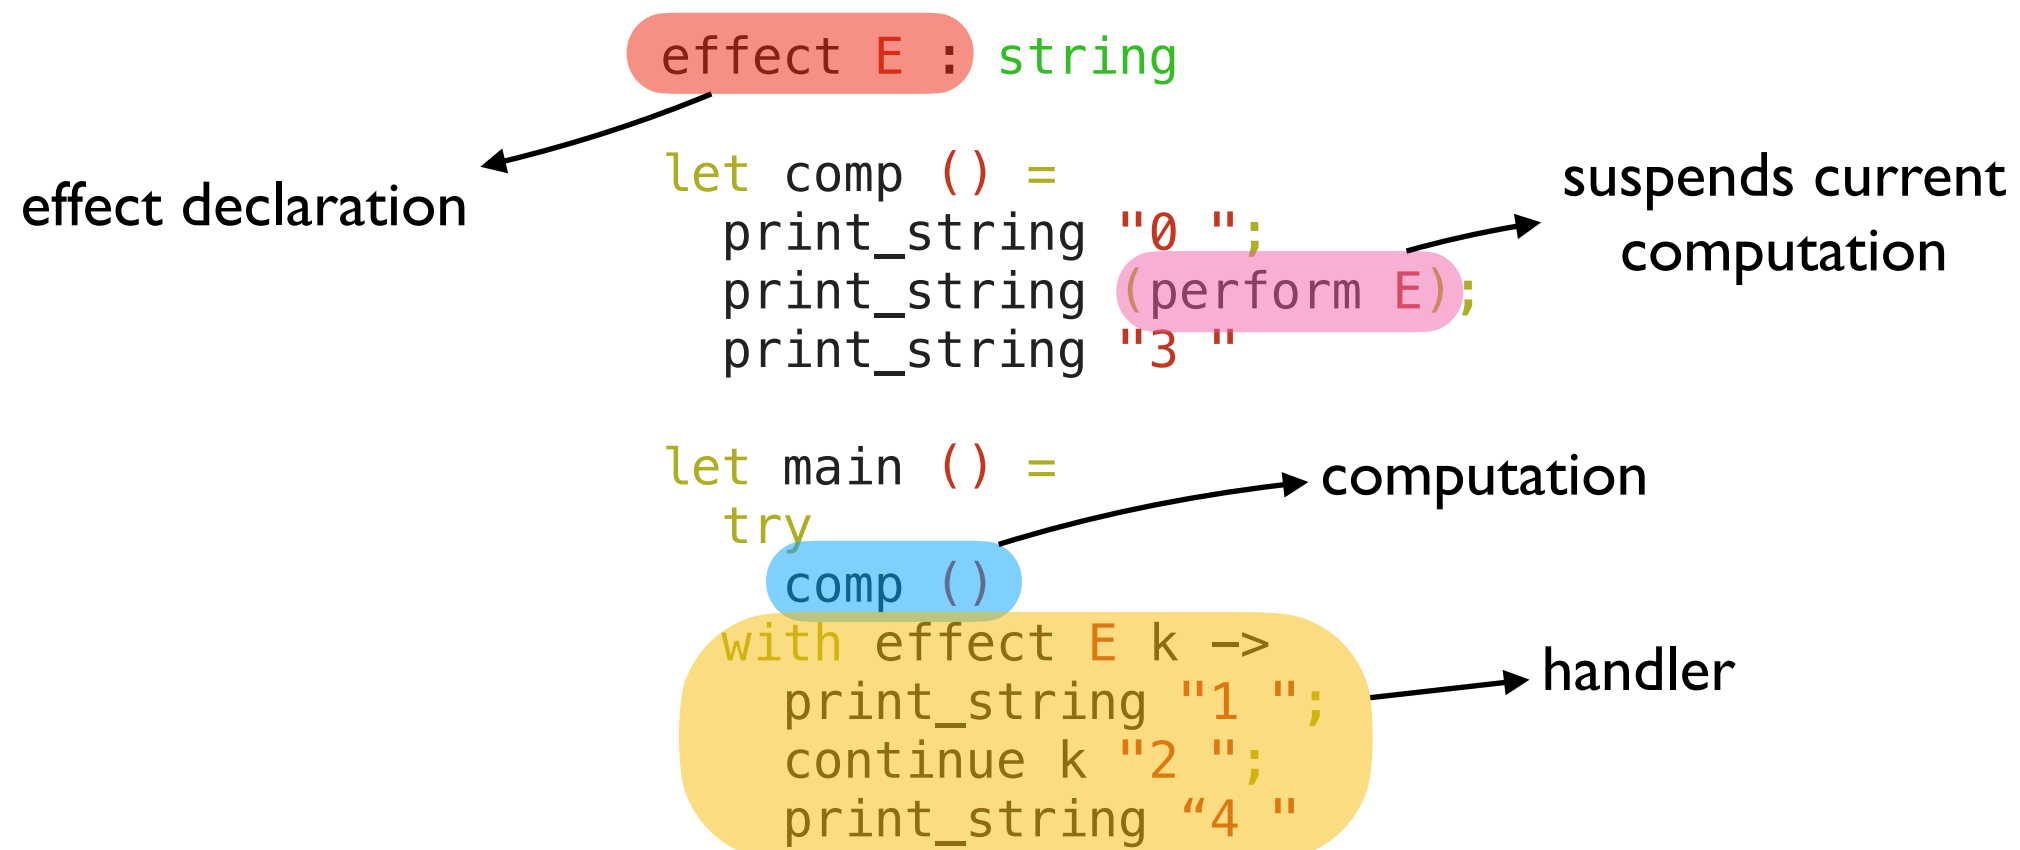 effect E : string
effect declaration
let comp () =
  print_string "0 ";
  print_string (perform E);
  print_string "3 "
suspends current
computation
let main () =
  try
    comp ()
  with effect E k ->
    print_string "1 ";
    continue k "2 ";
    print_string “4 "
computation
handler